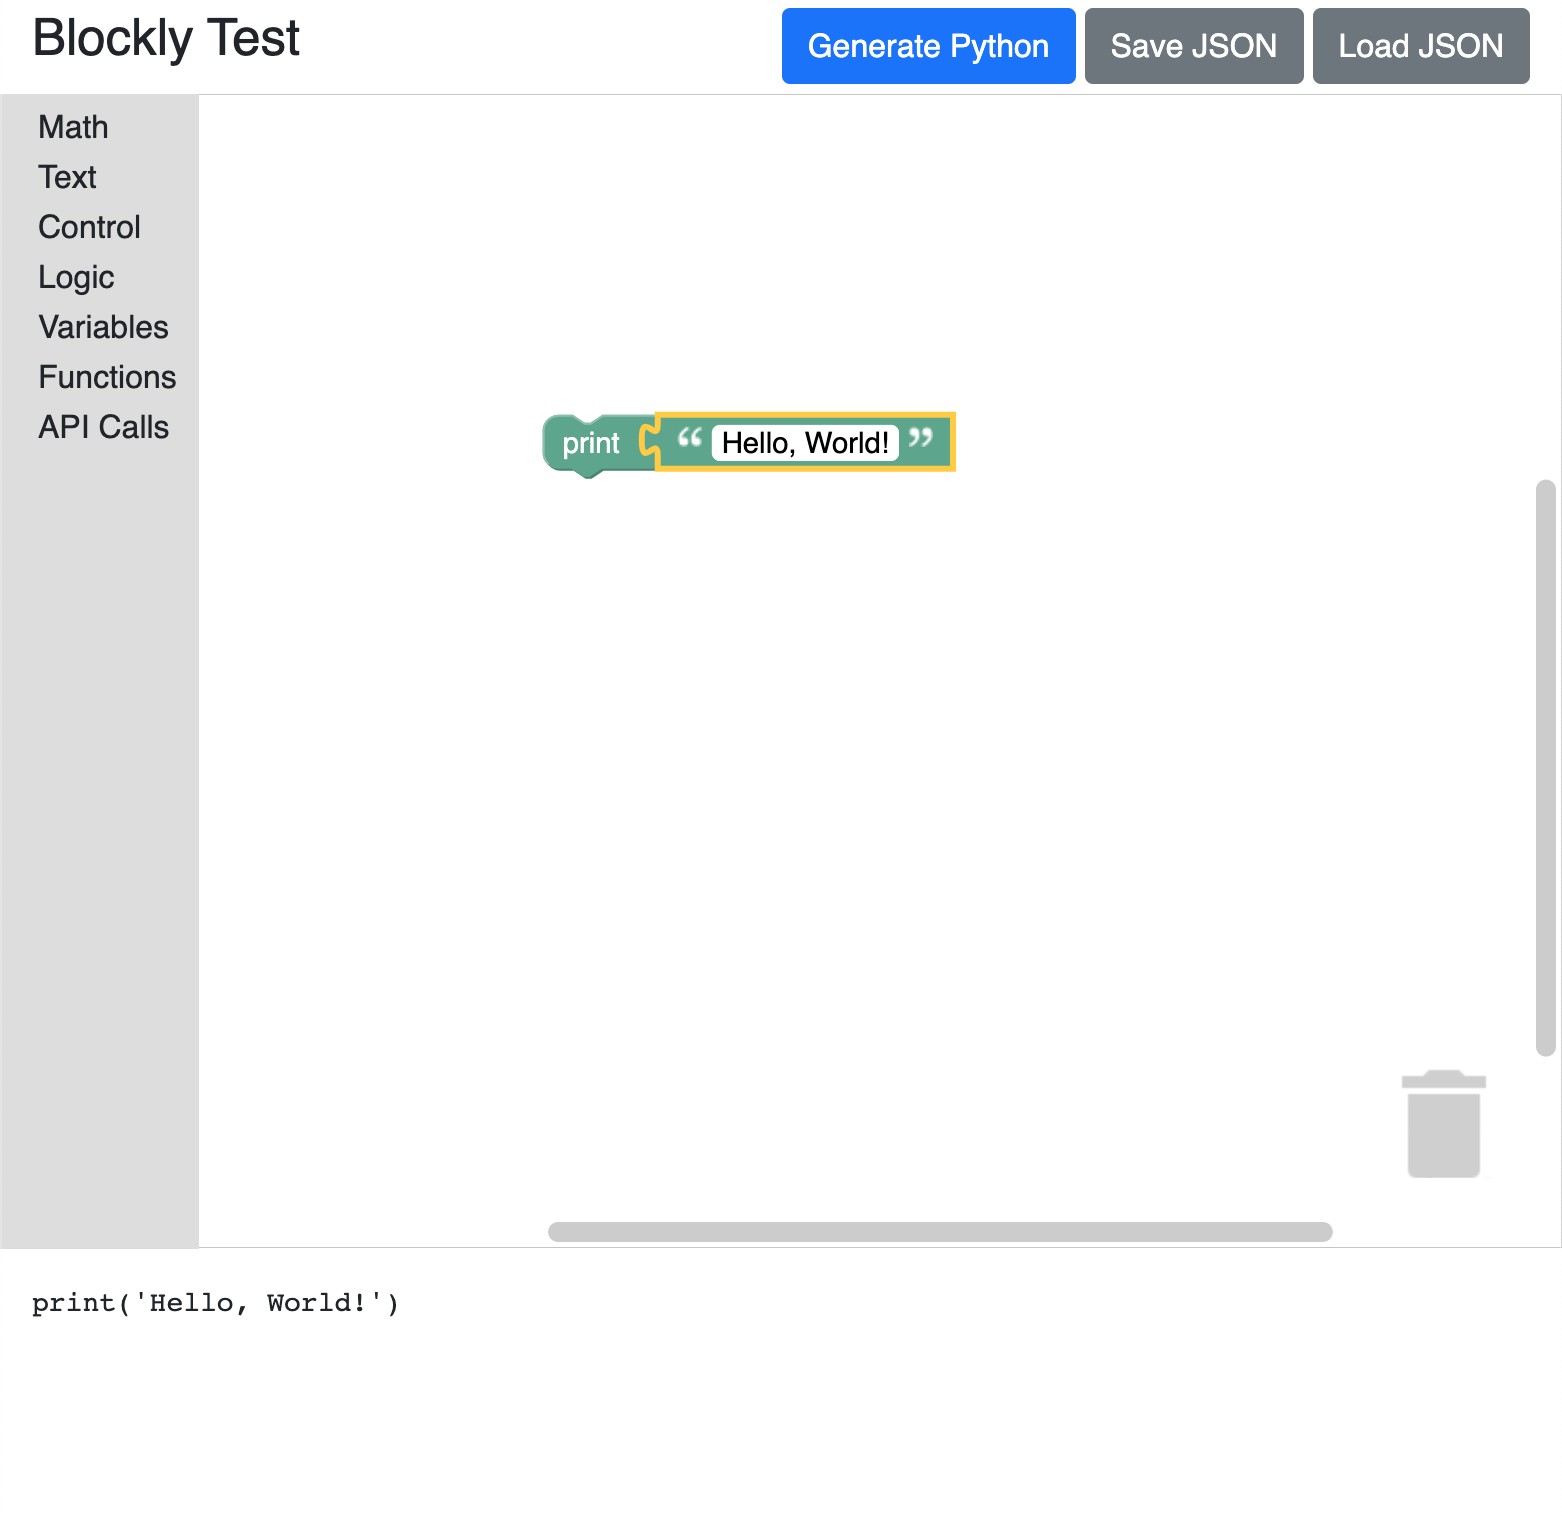 Blockly Test
Generate Python
Save JSON
Load JSON
Math
Text
Control
Logic
Variables
Functions
API Calls
print “ Hello, World! ”
print('Hello, World!')